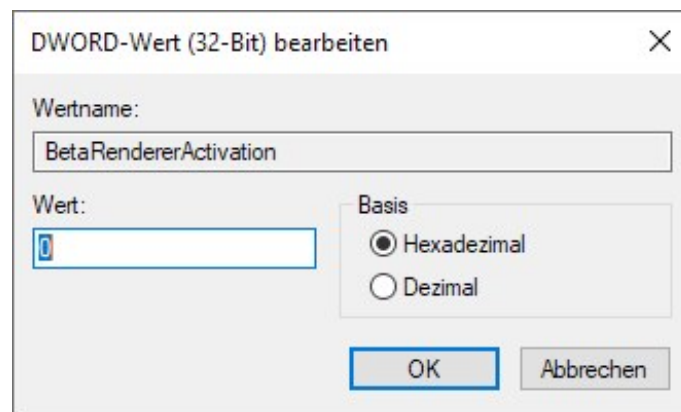 DWORD-Wert (32-Bit) bearbeiten
Wertname:
BetaRendererActivation
Wert:
0
Basis
Hexadezimal
Dezimal
OK
Abbrechen